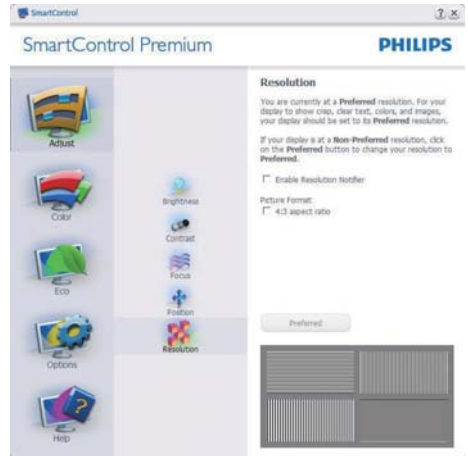 SmartControl
SmartControl Premium
PHILIPS
Adjust
Color
Eco
Options
Help
Brightness
Contrast
Focus
Position
Resolution
Resolution
You are currently at a Preferred resolution. For your
display to show crisp, clear text, colors, and images,
your display should be set to its Preferred resolution.
If your display is at a Non-Preferred resolution, click
on the Preferred button to change your resolution to
Preferred.
Enable Resolution Notifier
Picture Format
4:3 aspect ratio
Preferred